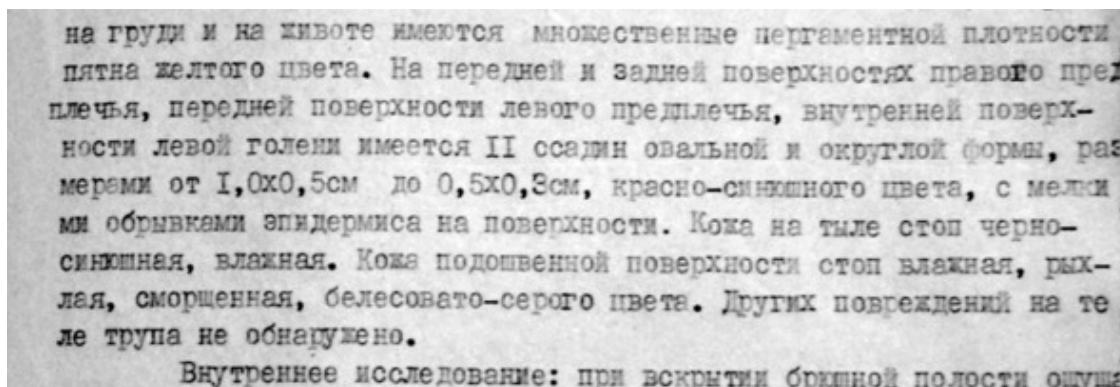 на груди и на животе имеются множественные пергаментной плотности
пятна желтого цвета. На передней и задней поверхностях правого пред
плечья, передней поверхности левого предплечья, внутренней поверх-
ности левой голени имеется II ссадин овальной и округлой формы, раз
мерами от I,0х0,5см до 0,5х0,3см, красно-синюшного цвета, с мелки
ми обрывками эпидермиса на поверхности. Кожа на тыле стоп черно-
синюшная, влажная. Кожа подошвенной поверхности стоп влажная, рых-
лая, сморщенная, белесовато-серого цвета. Других повреждений на те
ле трупа не обнаружено.
Внутреннее исследование: при вскрытии брюшной полости ощущ